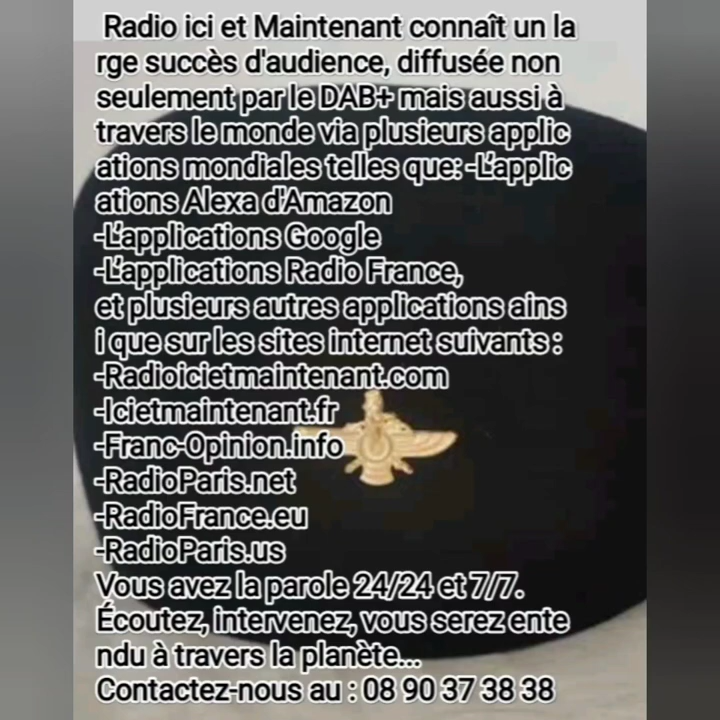 Radio ici et Maintenant connaît un la
rge succès d'audience, diffusée non
seulement par le DAB+ mais aussi à
travers le monde via plusieurs applic
ations mondiales telles que: -L'applic
ations Alexa d'Amazon
-L'applications Google
-L'applications Radio France,
et plusieurs autres applications ains
i que sur les sites internet suivants :
-Radioicietmaintenant.com
-Icietmaintenant.fr
-Franc-Opinion.info
-RadioParis.net
-RadioFrance.eu
-RadioParis.us
Vous avez la parole 24/24 et 7/7.
Écoutez, intervenez, vous serez ente
ndu à travers la planète...
Contactez-nous au : 08 90 37 38 38